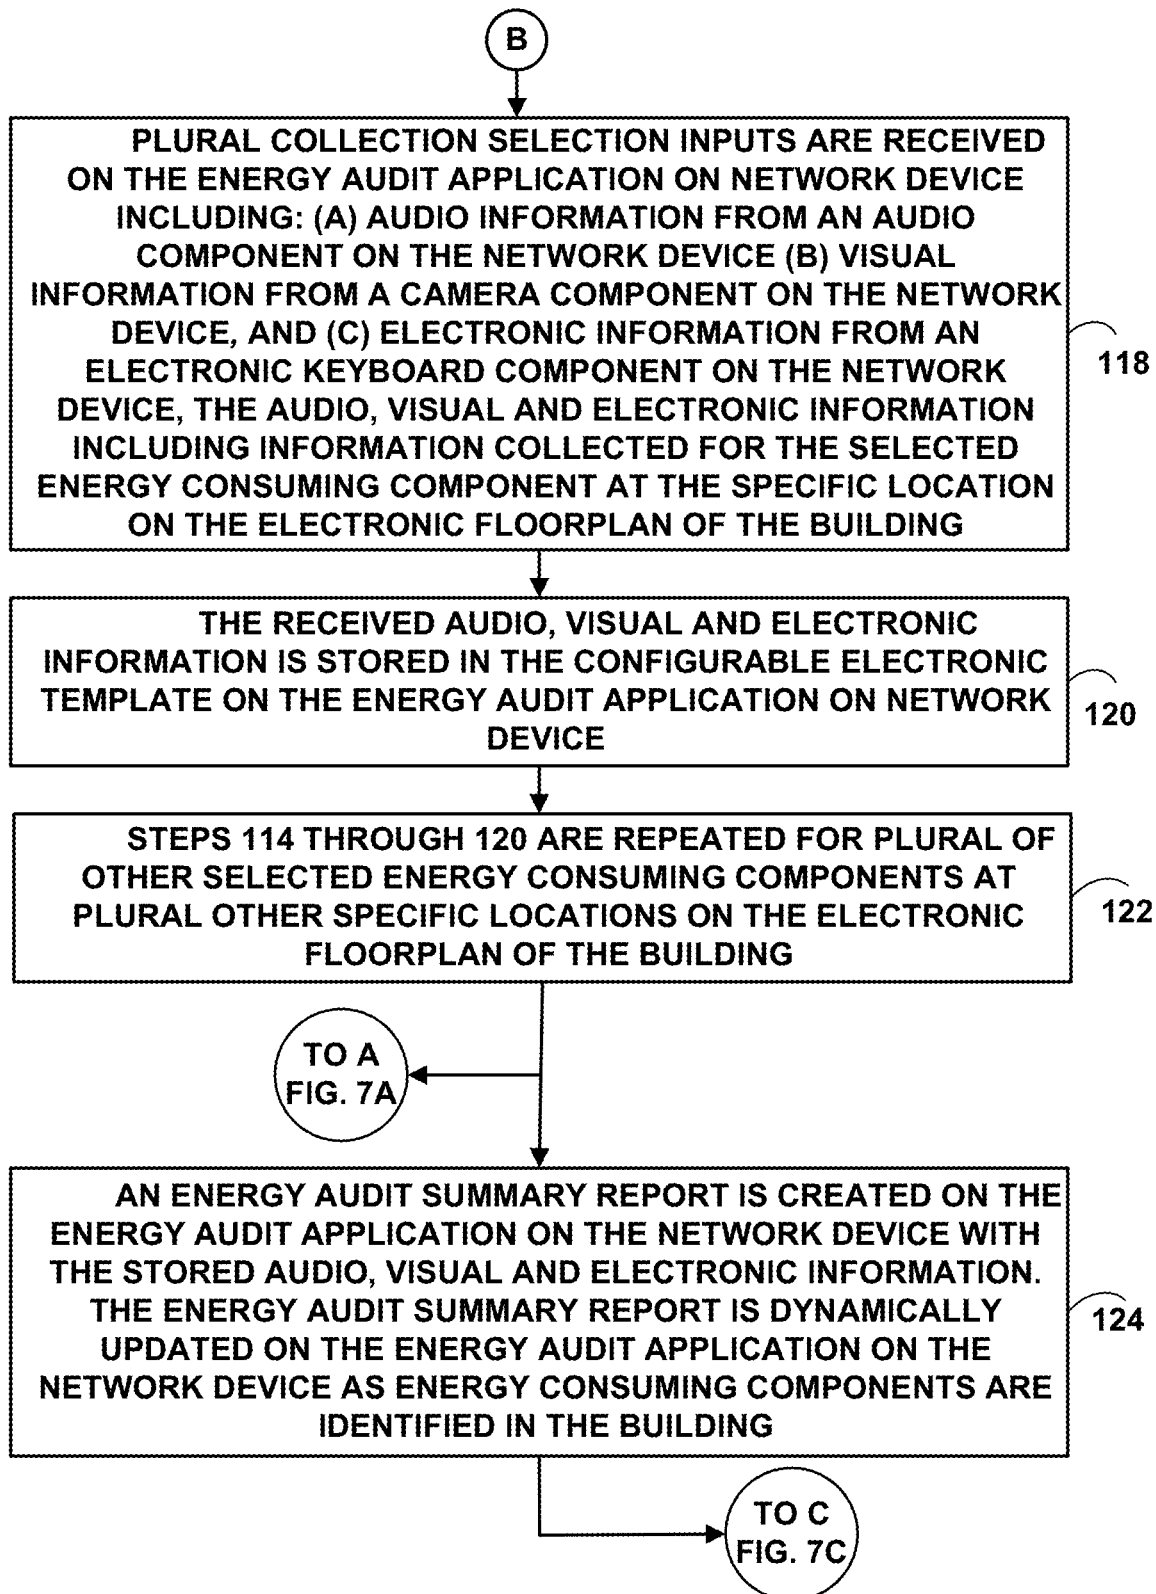 B
PLURAL COLLECTION SELECTION INPUTS ARE RECEIVED
ON THE ENERGY AUDIT APPLICATION ON NETWORK DEVICE
INCLUDING: (A) AUDIO INFORMATION FROM AN AUDIO
COMPONENT ON THE NETWORK DEVICE (B) VISUAL
INFORMATION FROM A CAMERA COMPONENT ON THE NETWORK
DEVICE, AND (C) ELECTRONIC INFORMATION FROM AN
ELECTRONIC KEYBOARD COMPONENT ON THE NETWORK
DEVICE, THE AUDIO, VISUAL AND ELECTRONIC INFORMATION
INCLUDING INFORMATION COLLECTED FOR THE SELECTED
ENERGY CONSUMING COMPONENT AT THE SPECIFIC LOCATION
ON THE ELECTRONIC FLOORPLAN OF THE BUILDING
118
THE RECEIVED AUDIO, VISUAL AND ELECTRONIC
INFORMATION IS STORED IN THE CONFIGURABLE ELECTRONIC
TEMPLATE ON THE ENERGY AUDIT APPLICATION ON NETWORK
DEVICE
120
STEPS 114 THROUGH 120 ARE REPEATED FOR PLURAL OF
OTHER SELECTED ENERGY CONSUMING COMPONENTS AT
PLURAL OTHER SPECIFIC LOCATIONS ON THE ELECTRONIC
FLOORPLAN OF THE BUILDING
122
TO A
FIG. 7A
AN ENERGY AUDIT SUMMARY REPORT IS CREATED ON THE
ENERGY AUDIT APPLICATION ON THE NETWORK DEVICE WITH
THE STORED AUDIO, VISUAL AND ELECTRONIC INFORMATION.
THE ENERGY AUDIT SUMMARY REPORT IS DYNAMICALLY
UPDATED ON THE ENERGY AUDIT APPLICATION ON THE
NETWORK DEVICE AS ENERGY CONSUMING COMPONENTS ARE
IDENTIFIED IN THE BUILDING
124
TO C
FIG. 7C